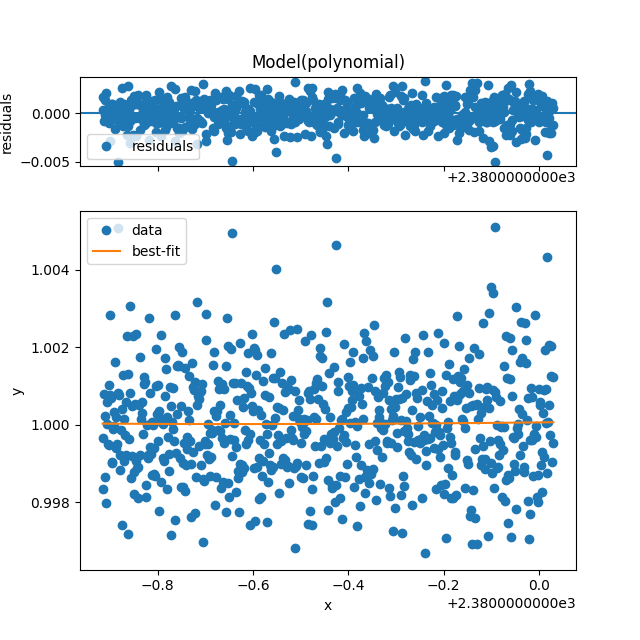 Model(polynomial)
residuals
0.000
−0.005
residuals
+2.3800000000e3
y
1.004
1.002
1.000
0.998
data
best-fit
−0.8
−0.6
−0.4
−0.2
0.0
x
+2.3800000000e3